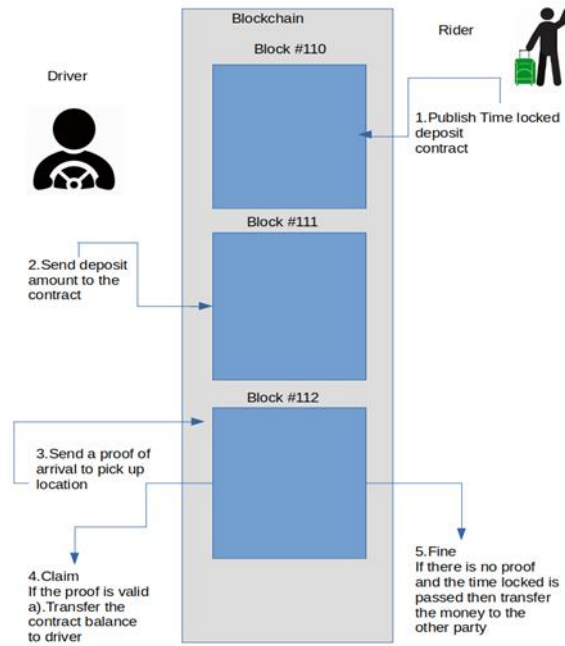 Blockchain
Block #110
Rider
Driver
1.Publish Time locked
deposit
contract
Block #111
2.Send deposit
amount to the
contract
Block #112
3.Send a proof of
arrival to pick up
location
4.Claim
If the proof is valid
a).Transfer the
contract balance
to driver
5.Fine
If there is no proof
and the time locked is
passed then transfer
the money to the
other party